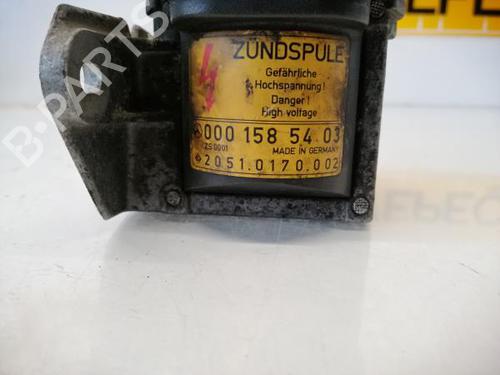 ZÜNDSPULE
Gefährliche
Hochspannung!
Danger!
High voltage
000 158 54 03
ZS 0001 MADE IN GERMANY
2051.0170.002
B-PARTS